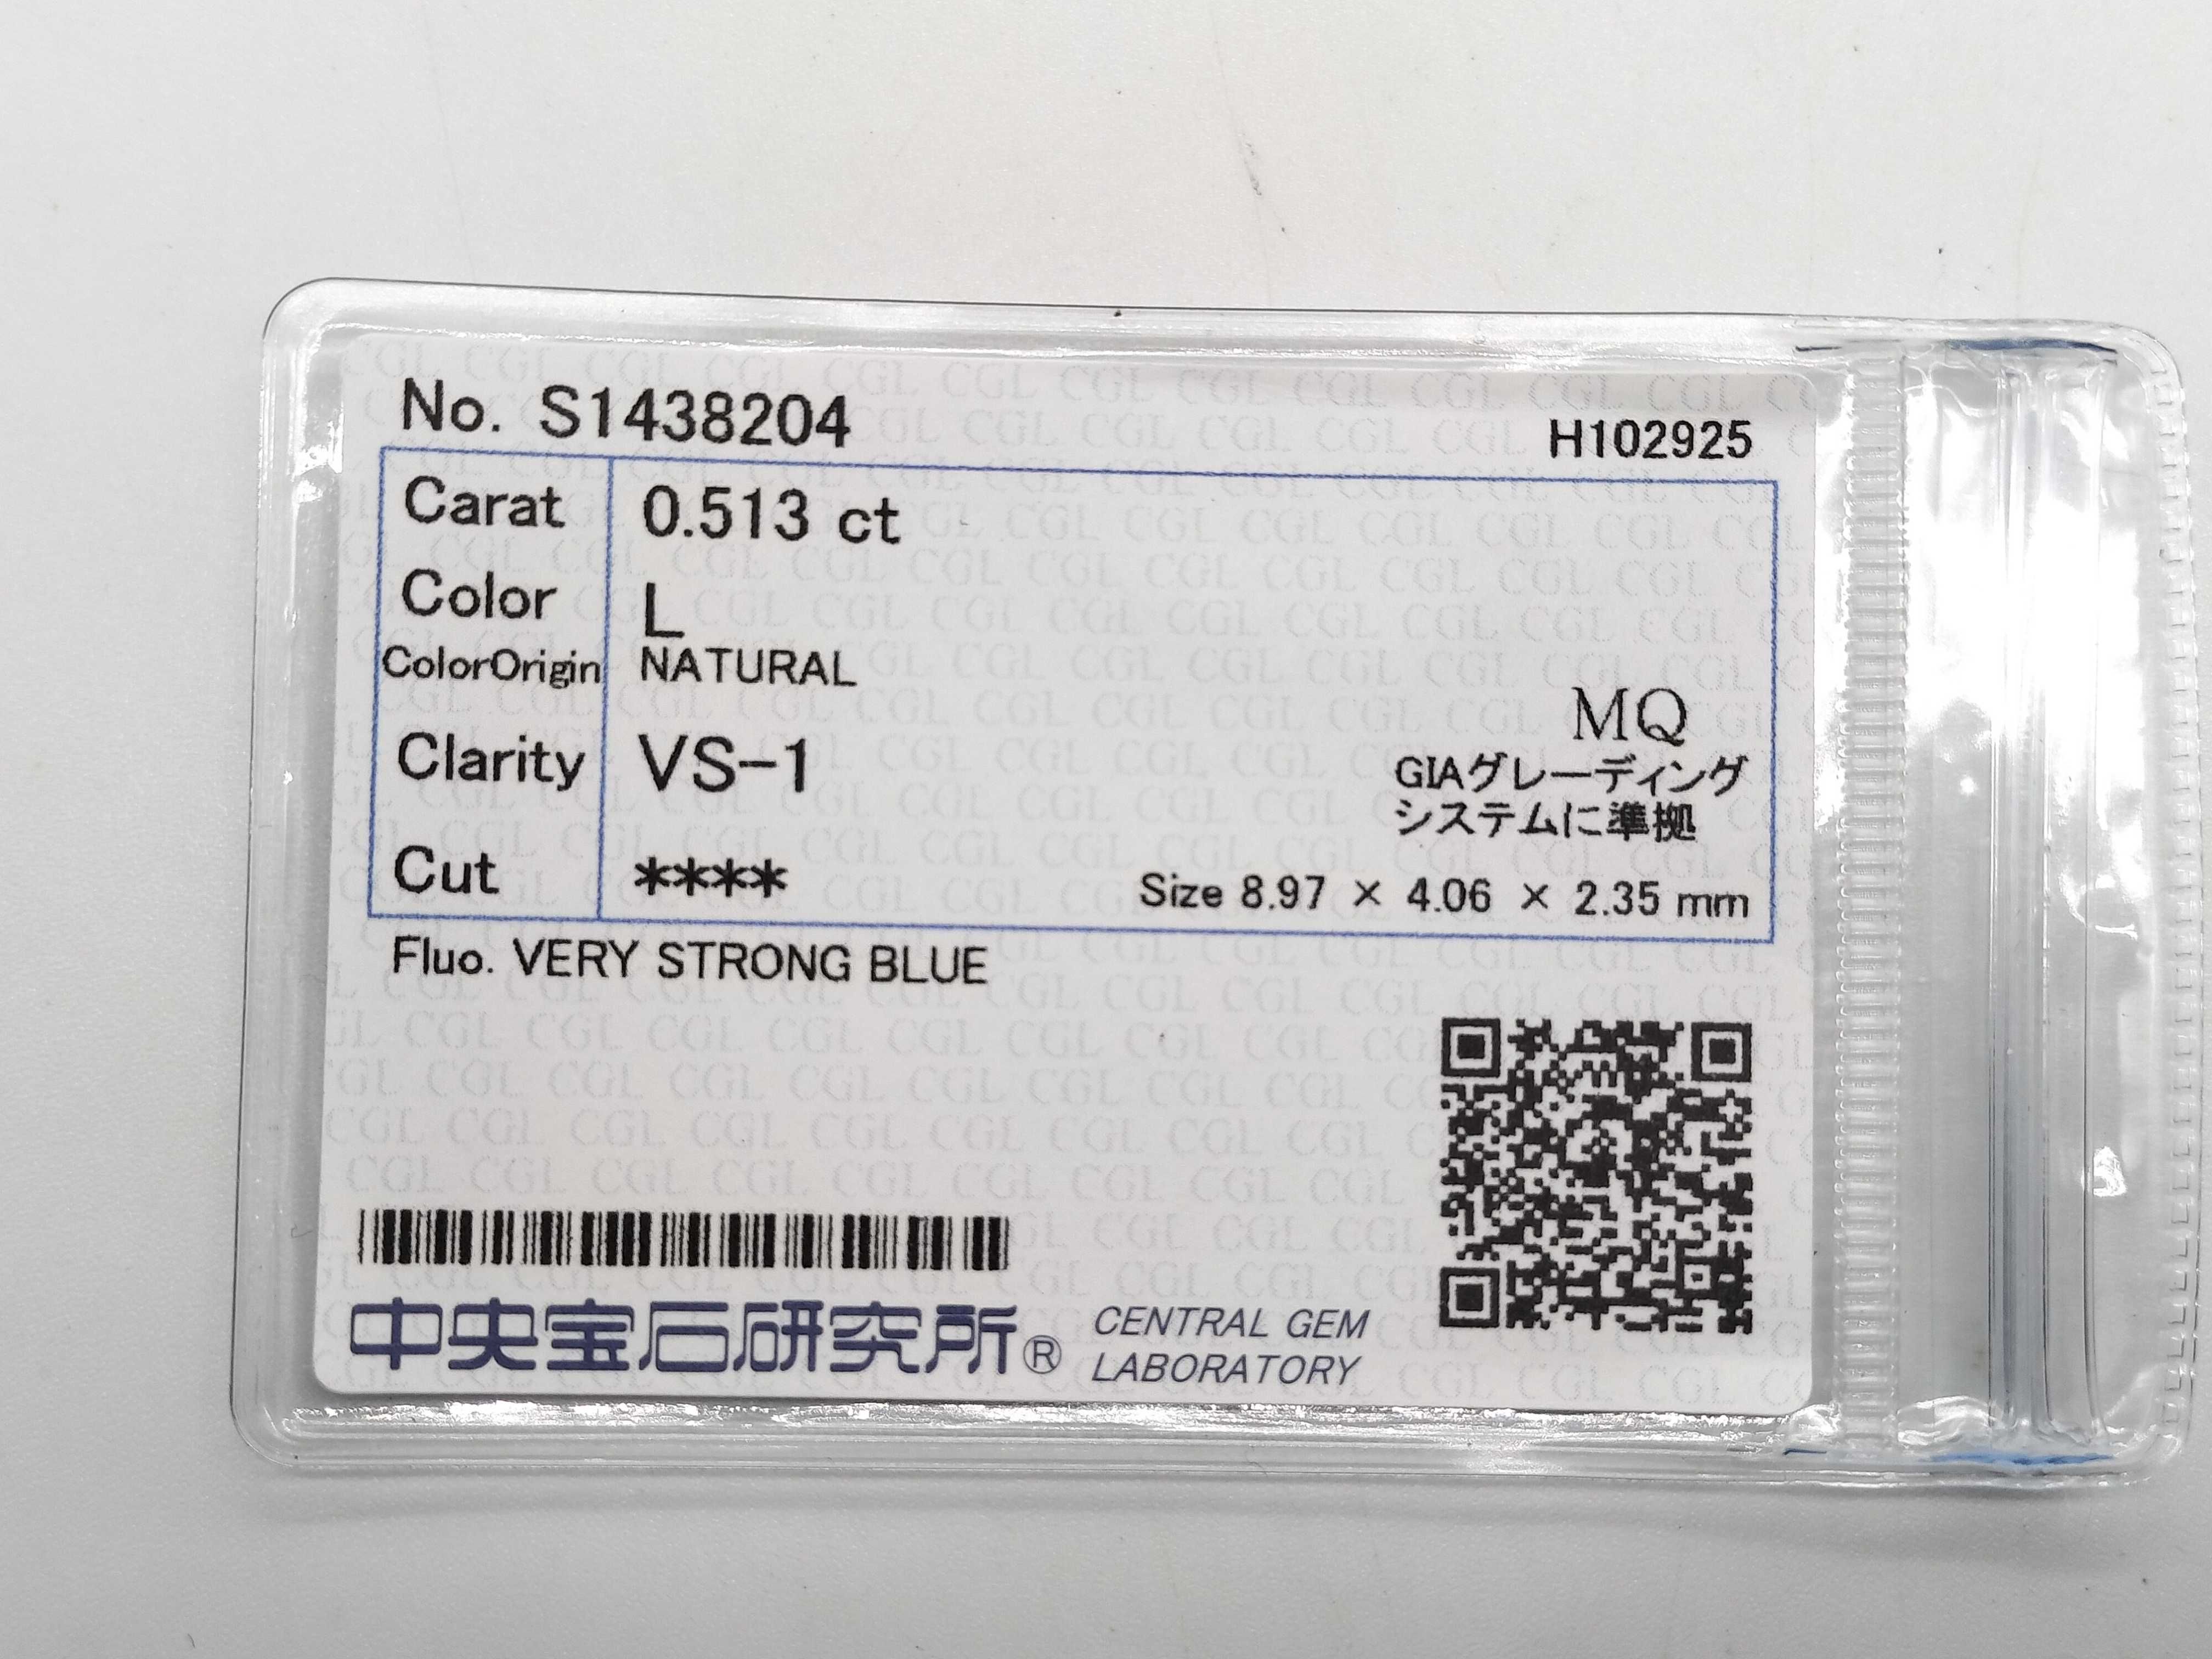 No. S1438204
H102925
Carat 0.513 ct
Color L
ColorOrigin NATURAL
Clarity VS-1
MQ
GIAグレーディング
システムに準拠
Cut ****
Size 8.97 × 4.06 × 2.35 mm
Fluo. VERY STRONG BLUE
中央宝石研究所®
CENTRAL GEM
LABORATORY